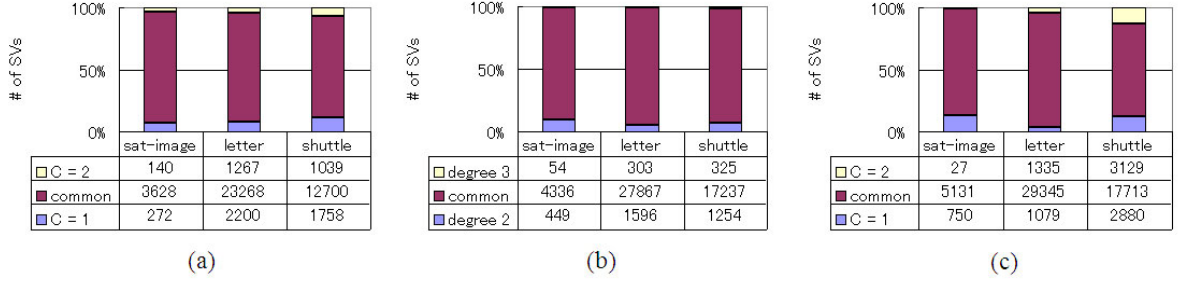 100%
50%
0%
# of SVs
sat-image letter shuttle
C = 2 140 1267 1039
common 3628 23268 12700
C = 1 272 2200 1758
(a)
100%
50%
0%
# of SVs
sat-image letter shuttle
degree 3 54 303 325
common 4336 27867 17237
degree 2 449 1596 1254
(b)
100%
50%
0%
# of SVs
sat-image letter shuttle
C = 2 27 1335 3129
common 5131 29345 17713
C = 1 750 1079 2880
(c)